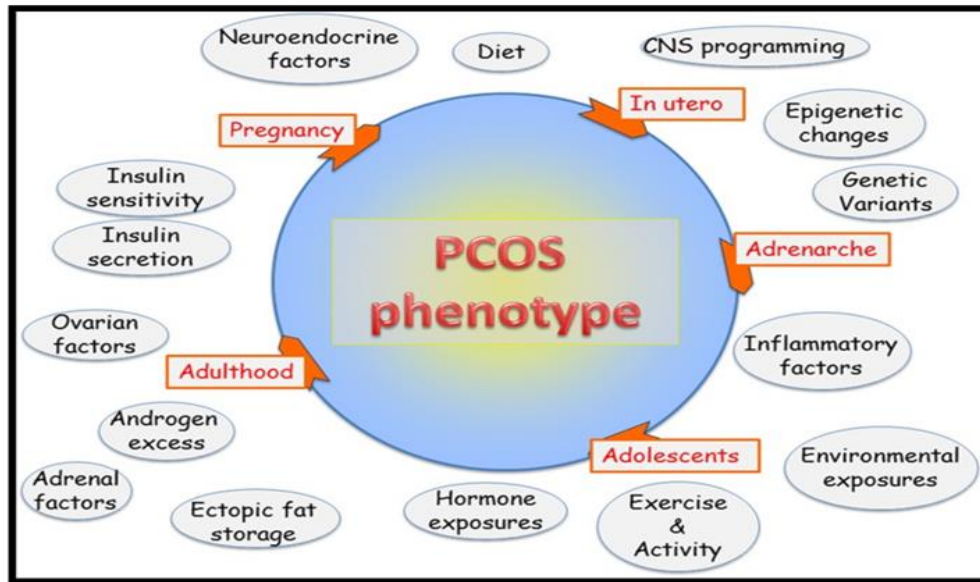 Neuroendocrine
factors
Diet
CNS programming
In utero
Pregnancy
Epigenetic
changes
Insulin
sensitivity
Genetic
Variants
Insulin
secretion
PCOS
phenotype
Adrenarche
Ovarian
factors
Inflammatory
factors
Adulthood
Androgen
excess
Adolescents
Environmental
exposures
Adrenal
factors
Ectopic fat
storage
Hormone
exposures
Exercise
&
Activity